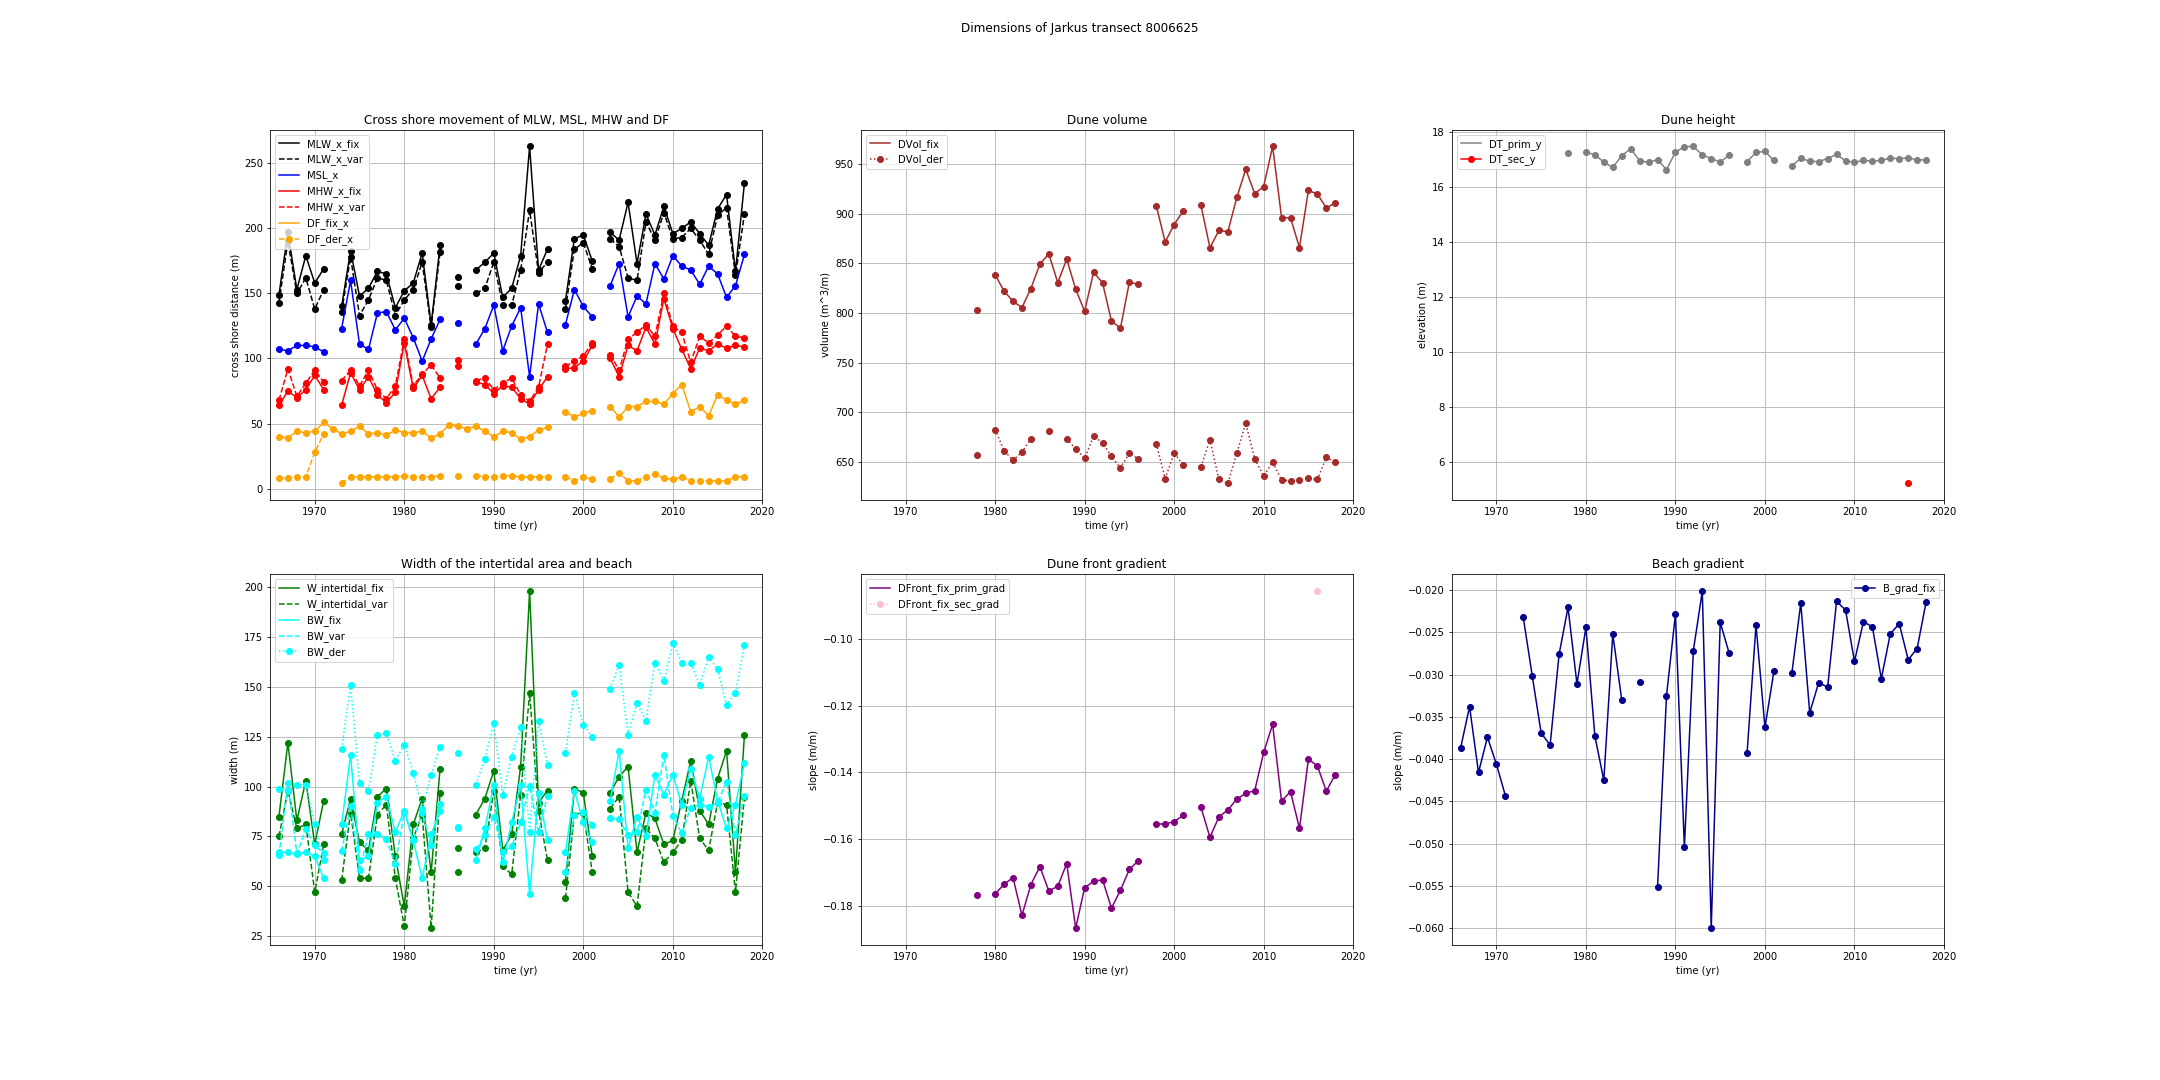 Dimensions of Jarkus transect 8006625
Cross shore movement of MLW, MSL, MHW and DF
MLW_x_fix
MLW_x_var
MSL_x
MHW_x_fix
MHW_x_var
DF_fix_x
DF_der_x
cross shore distance (m)
250
200
150
100
50
0
1970 1980 1990 2000 2010 2020
time (yr)
Dune volume
DVol_fix
DVol_der
volume (m^3/m)
950
900
850
800
750
700
650
1970 1980 1990 2000 2010 2020
time (yr)
Dune height
DT_prim_y
DT_sec_y
elevation (m)
18
16
14
12
10
8
6
1970 1980 1990 2000 2010 2020
time (yr)
Width of the intertidal area and beach
W_intertidal_fix
W_intertidal_var
BW_fix
BW_var
BW_der
width (m)
200
175
150
125
100
75
50
25
1970 1980 1990 2000 2010 2020
time (yr)
Dune front gradient
DFront_fix_prim_grad
DFront_fix_sec_grad
slope (m/m)
−0.10
−0.12
−0.14
−0.16
−0.18
1970 1980 1990 2000 2010 2020
time (yr)
Beach gradient
B_grad_fix
slope (m/m)
−0.020
−0.025
−0.030
−0.035
−0.040
−0.045
−0.050
−0.055
−0.060
1970 1980 1990 2000 2010 2020
time (yr)